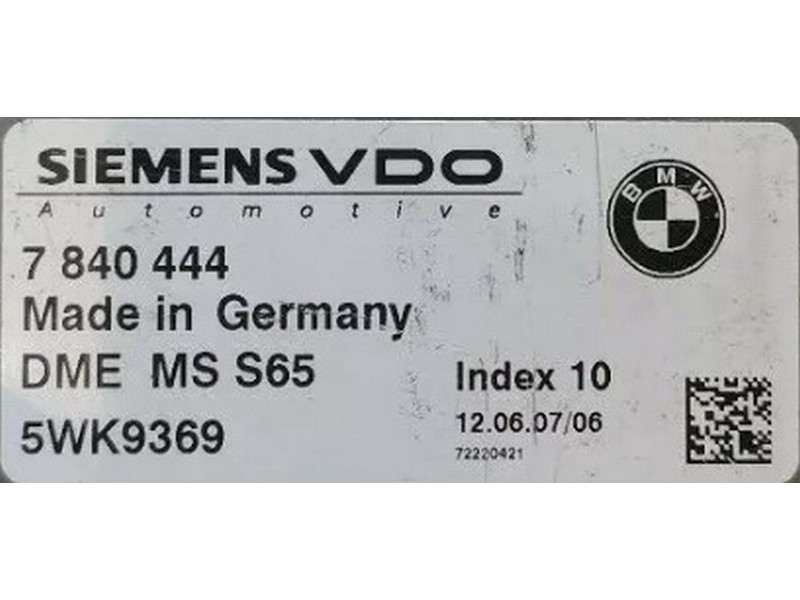 SIEMENS VDO
Automotive
BMW
7 840 444
Made in Germany
DME MS S65
Index 10
5WK9369
12.06.07/06
72220421